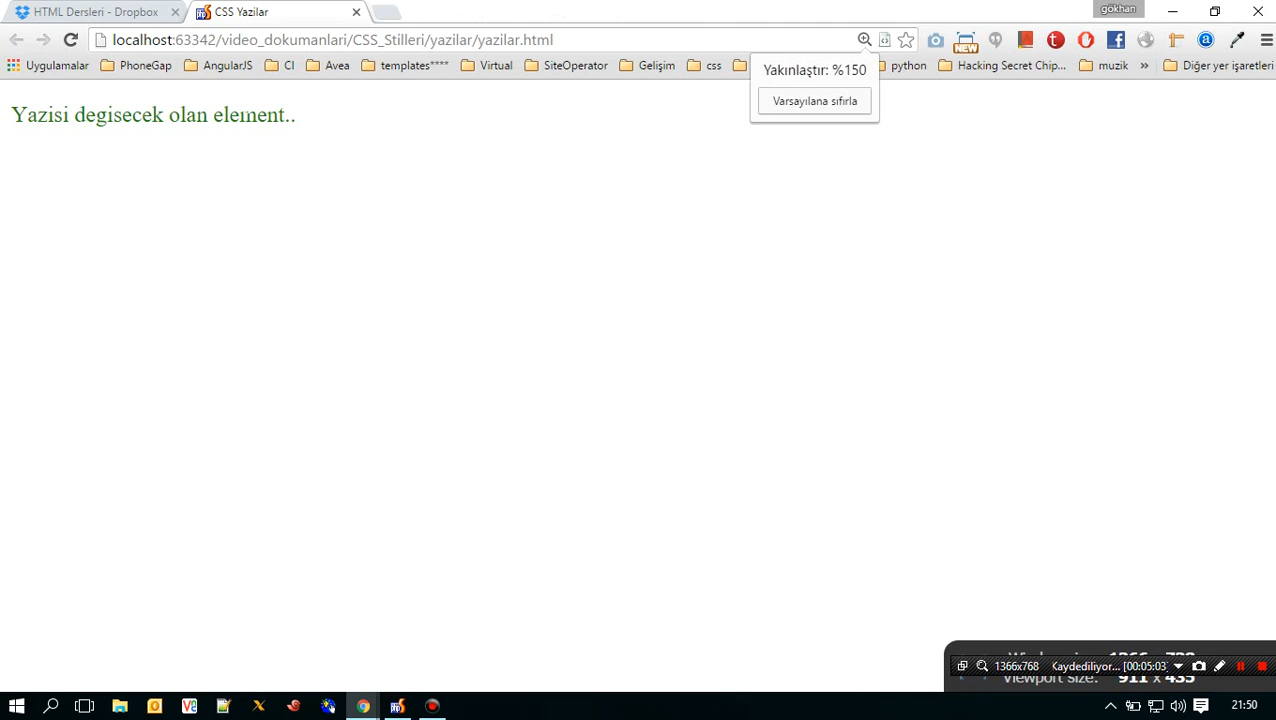 gökhan
HTML Dersleri - Dropbox
CSS Yazilar
localhost:63342/video_dokumanlari/CSS_Stilleri/yazilar/yazilar.html
NEW
Uygulamalar PhoneGap AngularJS CI Avea templates**** Virtual SiteOperator Gelişim css python Hacking Secret Chip... muzik » Diğer yer işaretleri
Yakınlaştır: %150
Varsayılana sıfırla
Yazisi degisecek olan element..
1366x768 Kaydediliyor... [00:05:03]
Viewport size: 911 x 435
21:50